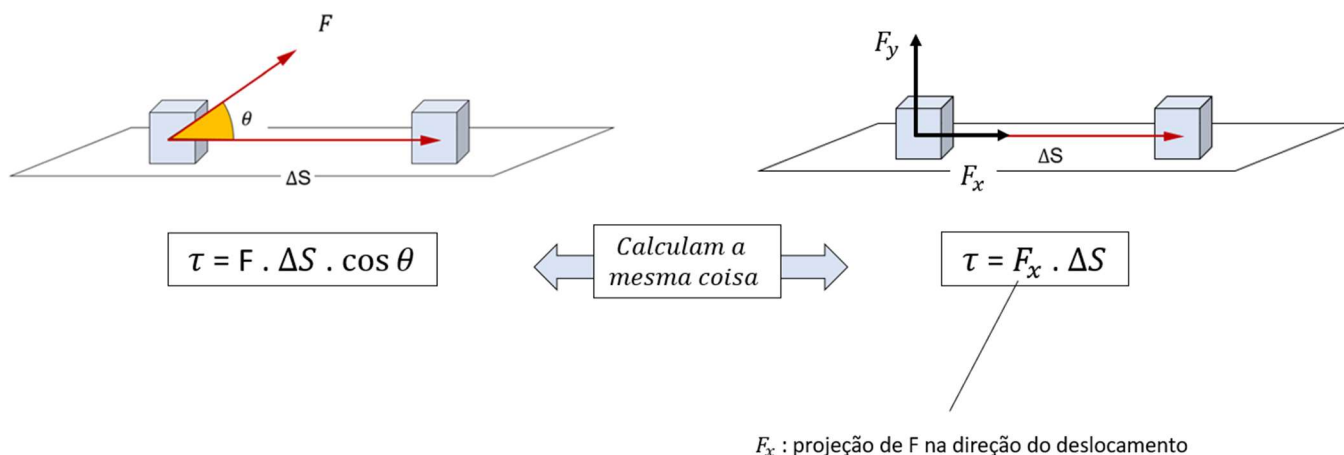 F
θ
ΔS
τ = F . ΔS . cos θ
Calculam a
mesma coisa
F_y
ΔS
F_x
τ = F_x . ΔS
F_x : projeção de F na direção do deslocamento